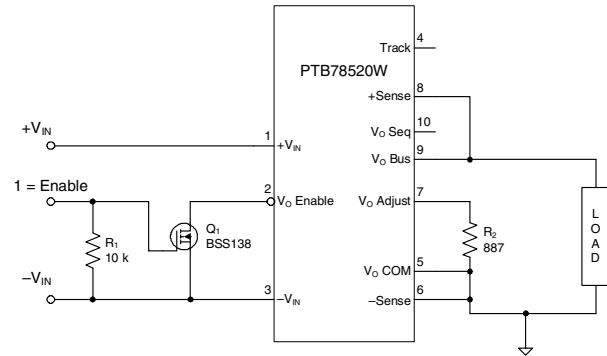 4
Track
PTB78520W
8
+Sense
10
VO Seq
+VIN
1
+VIN
9
VO Bus
1 = Enable
2
VO Enable
7
VO Adjust
Q1
BSS138
R1
10 k
R2
887
L
O
A
D
5
VO COM
–VIN
3
–VIN
6
–Sense